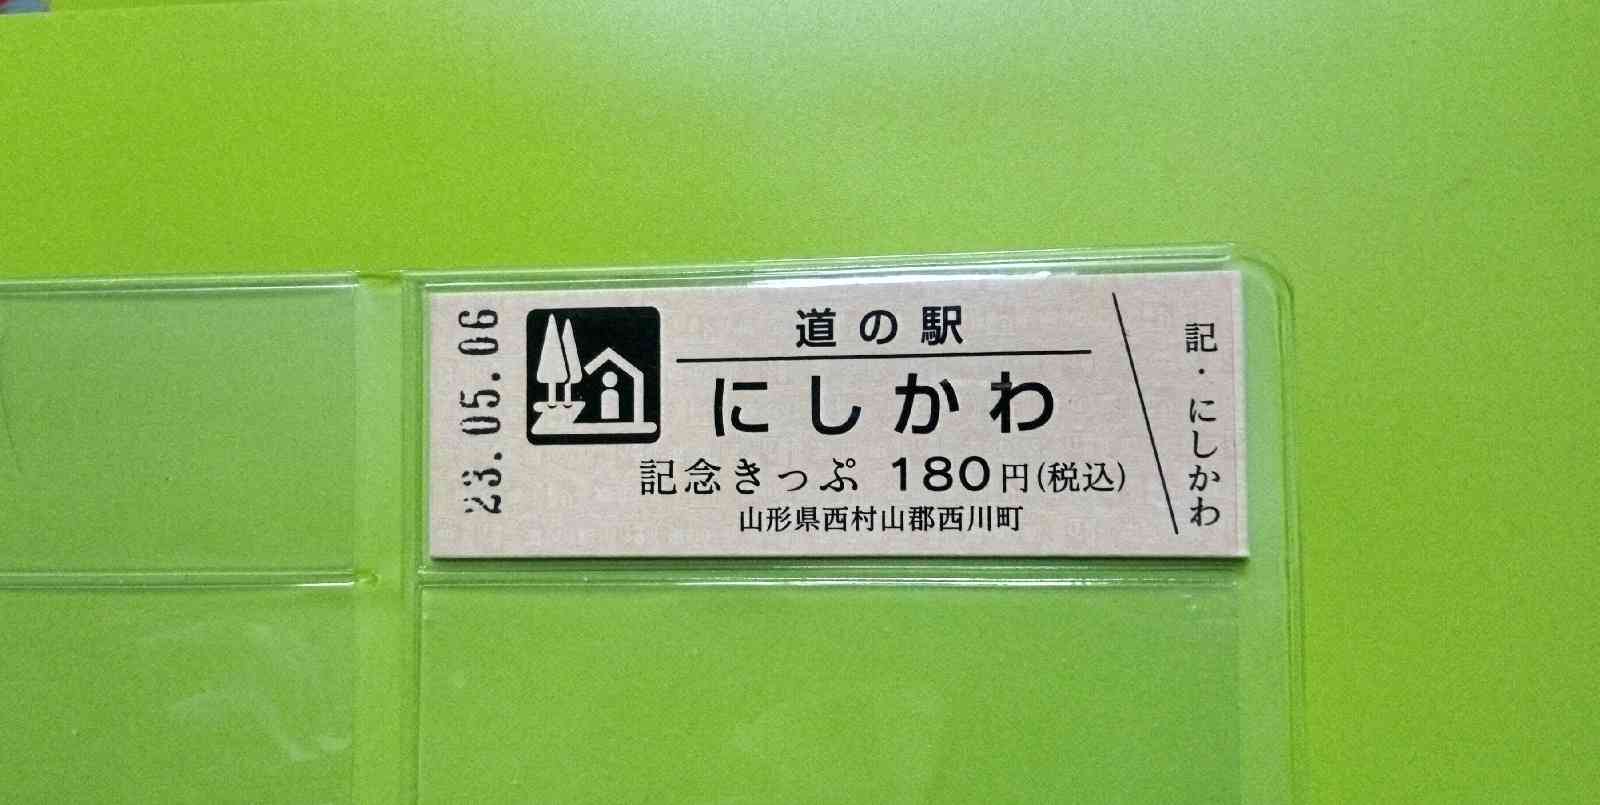 23.05.06
道の駅
にしかわ
記念きっぷ 180円(税込)
山形県西村山郡西川町
記・にしかわ